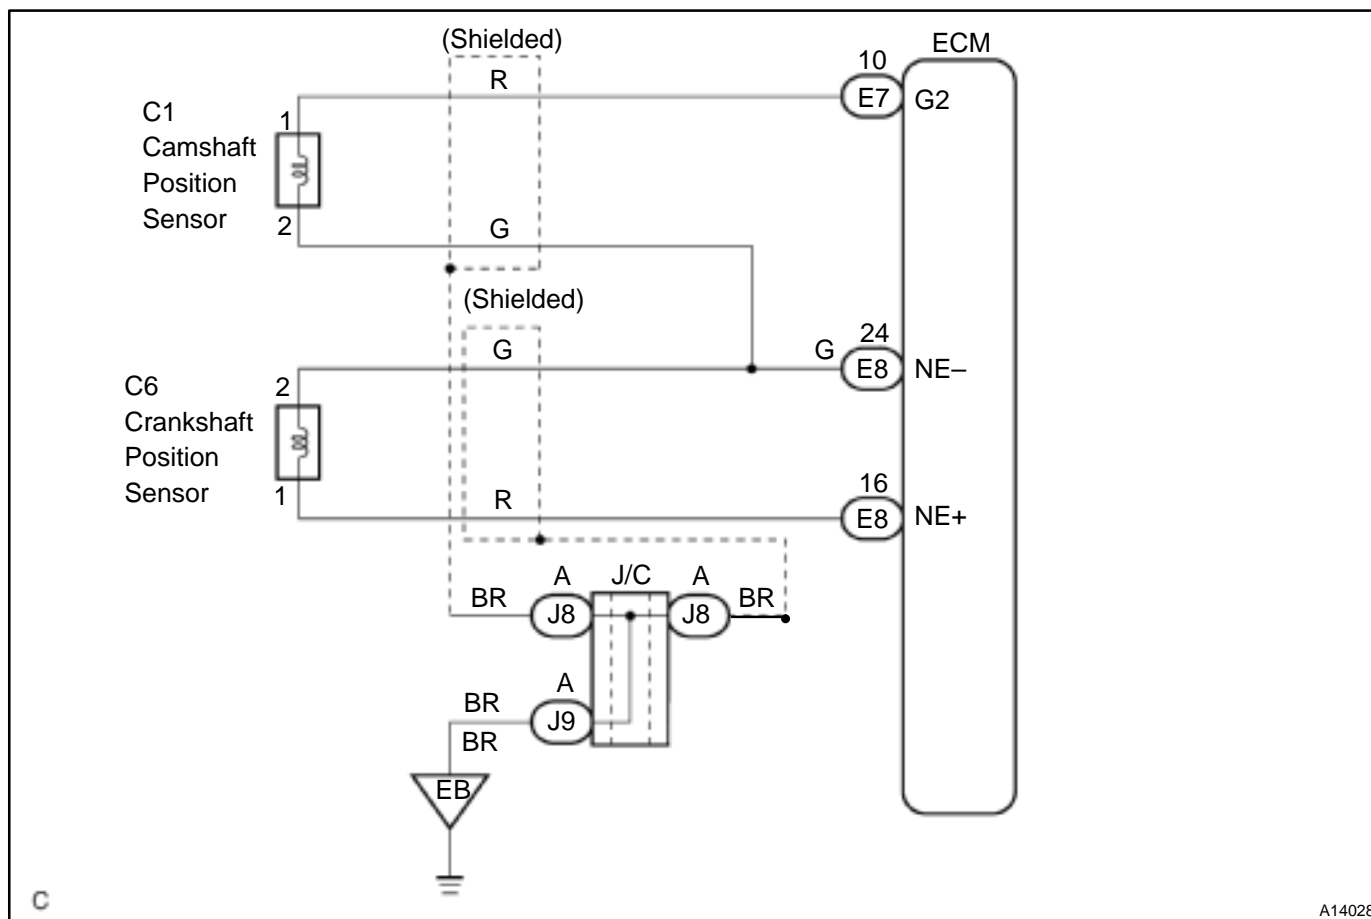 (Shielded)
ECM
10
R
E7
G2
C1
Camshaft
Position
Sensor
1
2
G
(Shielded)
24
G
G
E8
NE–
C6
Crankshaft
Position
Sensor
2
1
16
R
E8
NE+
A
J/C
A
BR
J8
J8
BR
A
BR
J9
BR
EB
C
A14028